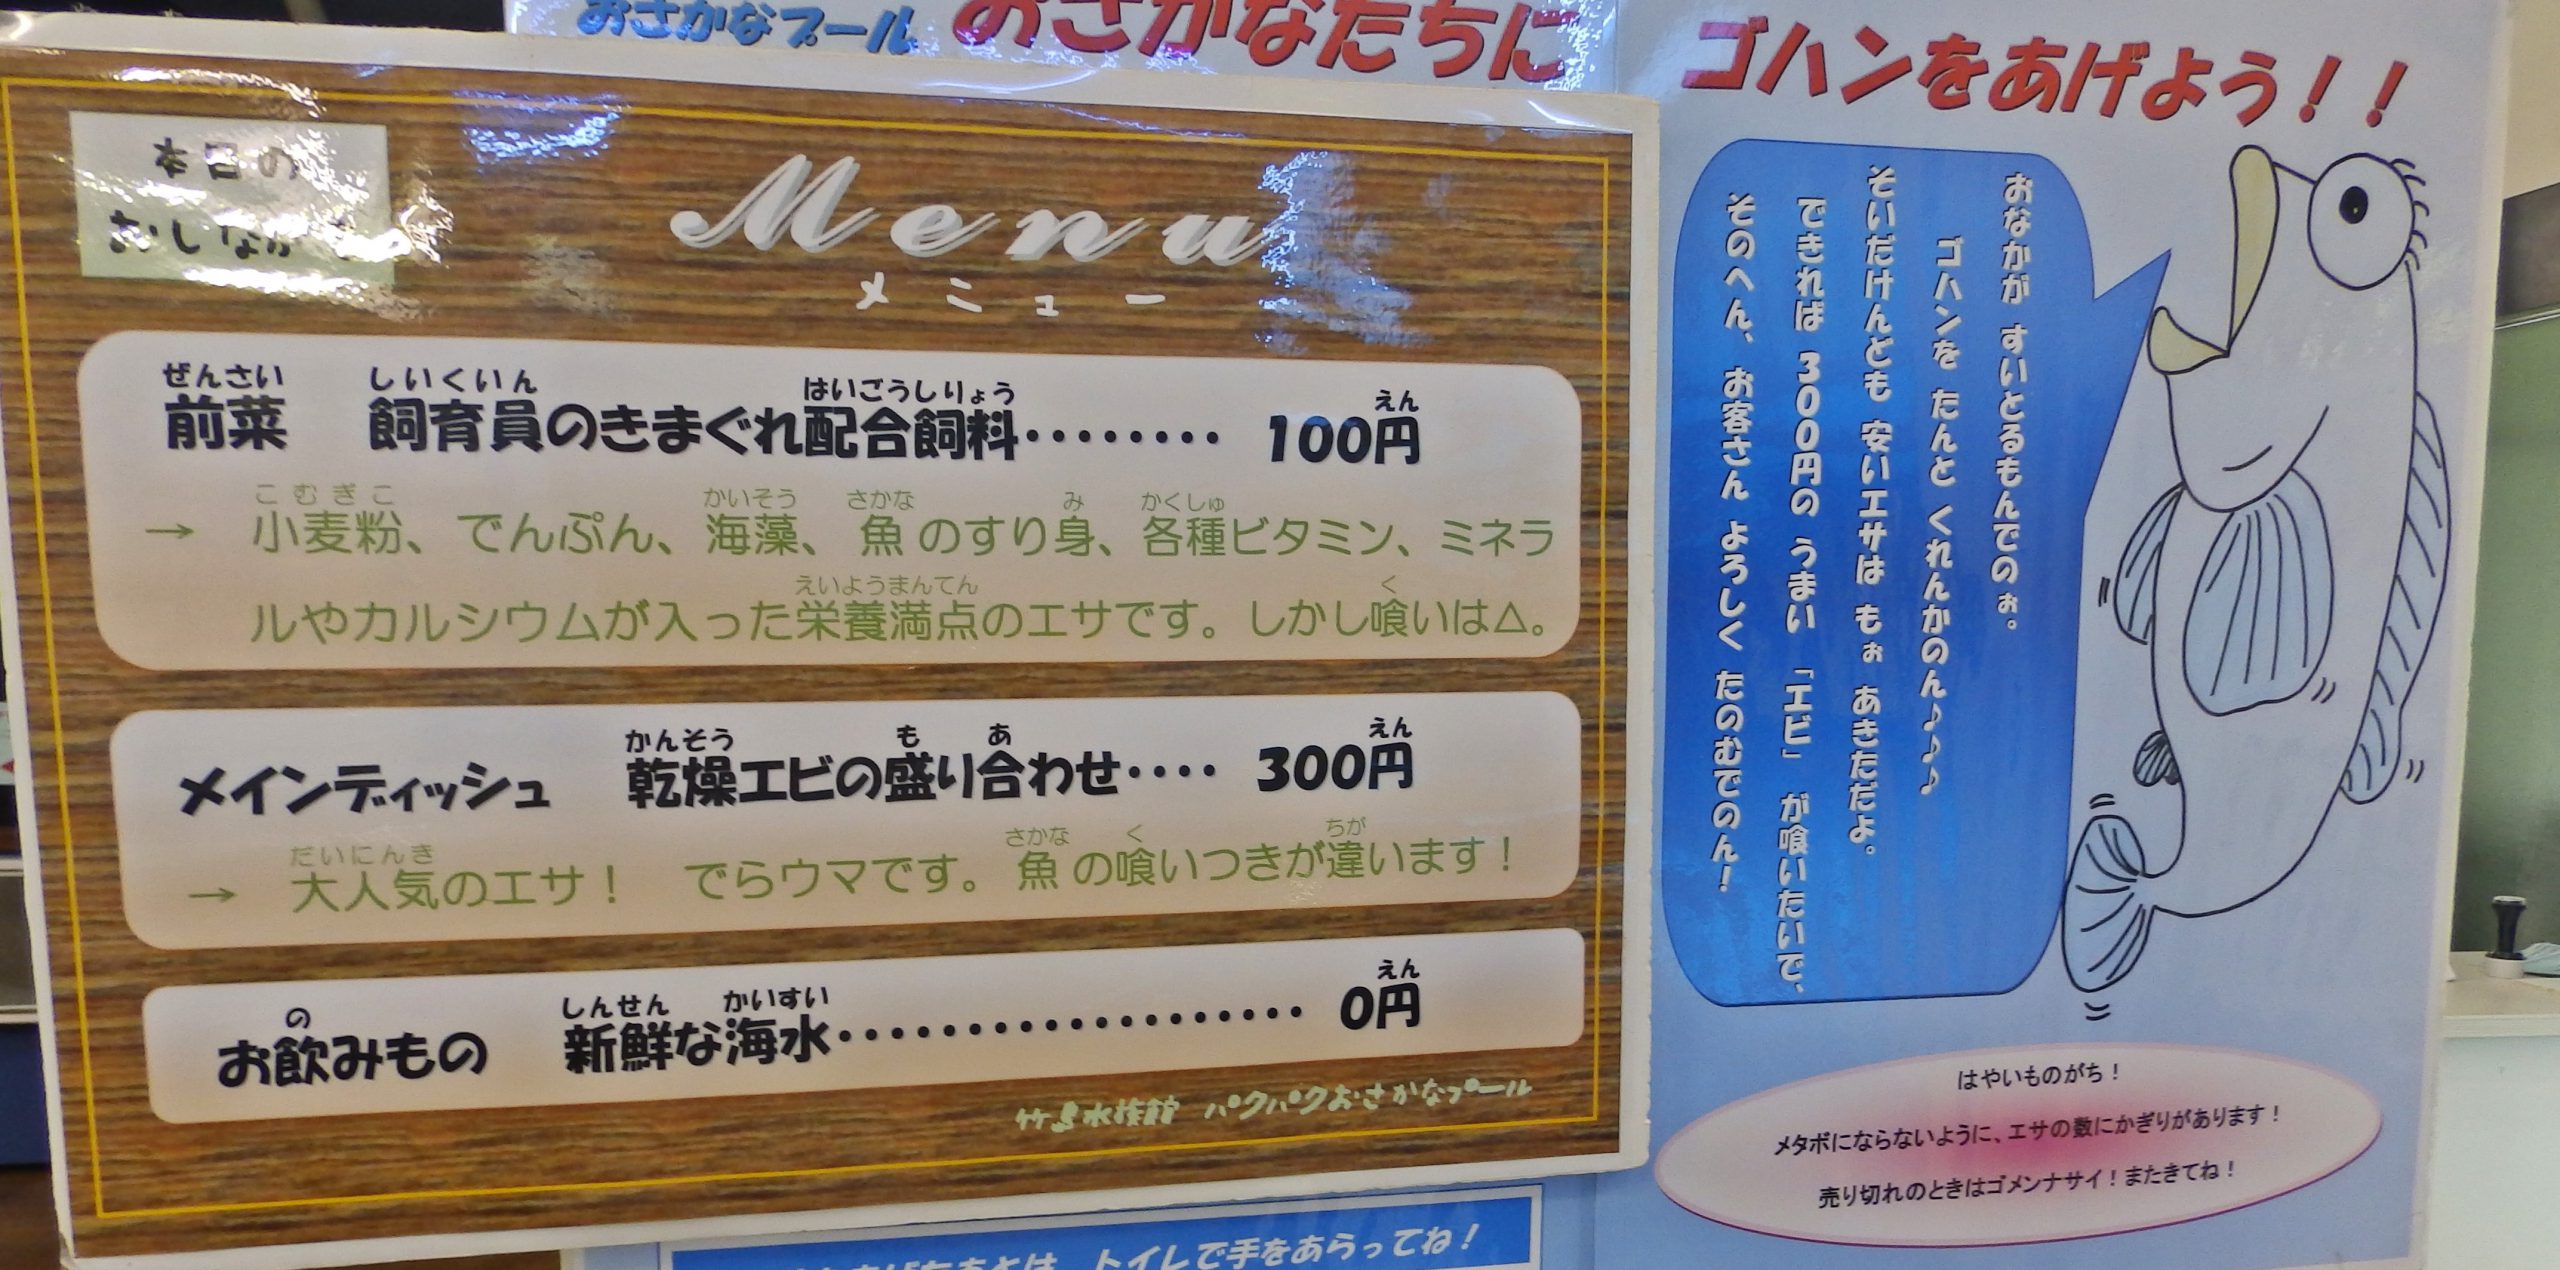 おさかなプール おさかなたちに
ゴハンをあげよう！！
本日の
おしながき
Menu
メニュー
ぜんさい しいくいん はいごうしりょう えん
前菜 飼育員のきまぐれ配合飼料････････ 100円
こむぎこ かいそう さかな み かくしゅ
→ 小麦粉、でんぷん、海藻、魚のすり身、各種ビタミン、ミネラ
えいようまんてん く
ルやカルシウムが入った栄養満点のエサです。しかし喰いは△。
かんそう も あ えん
メインディッシュ 乾燥エビの盛り合わせ････ 300円
だいにんき さかな く ちが
→ 大人気のエサ！ でらウマです。魚の喰いつきが違います！
の しんせん かいすい えん
お飲みもの 新鮮な海水････････････････････ 0円
竹島水族館 パクパクおさかなプール
おなかが すいとるもんでのぉ。
ゴハンを たんと くれんかのん♪♪♪
そいだけんども 安いエサは もぉ あきただよ。
できれば 300円の うまい 「エビ」 が喰いたいで、
そのへん、お客さん よろしく たのむでのん！
はやいものがち！
メタボにならないように、エサの数にかぎりがあります！
売り切れのときはゴメンナサイ！またきてね！
トイレで手をあらってね！